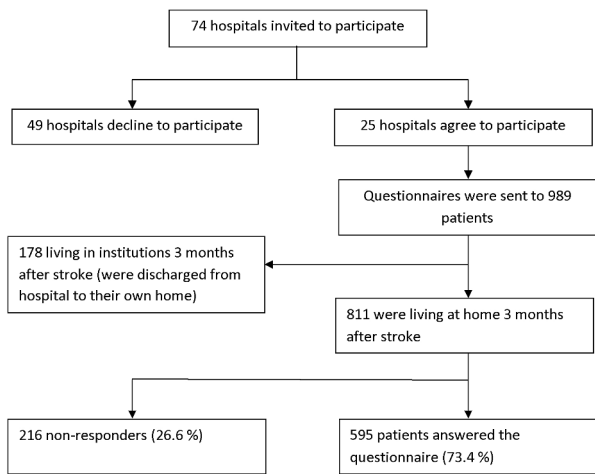 74 hospitals invited to participate
49 hospitals decline to participate
25 hospitals agree to participate
Questionnaires were sent to 989
patients
178 living in institutions 3 months
after stroke (were discharged from
hospital to their own home)
811 were living at home 3 months
after stroke
216 non-responders (26.6 %)
595 patients answered the
questionnaire (73.4 %)